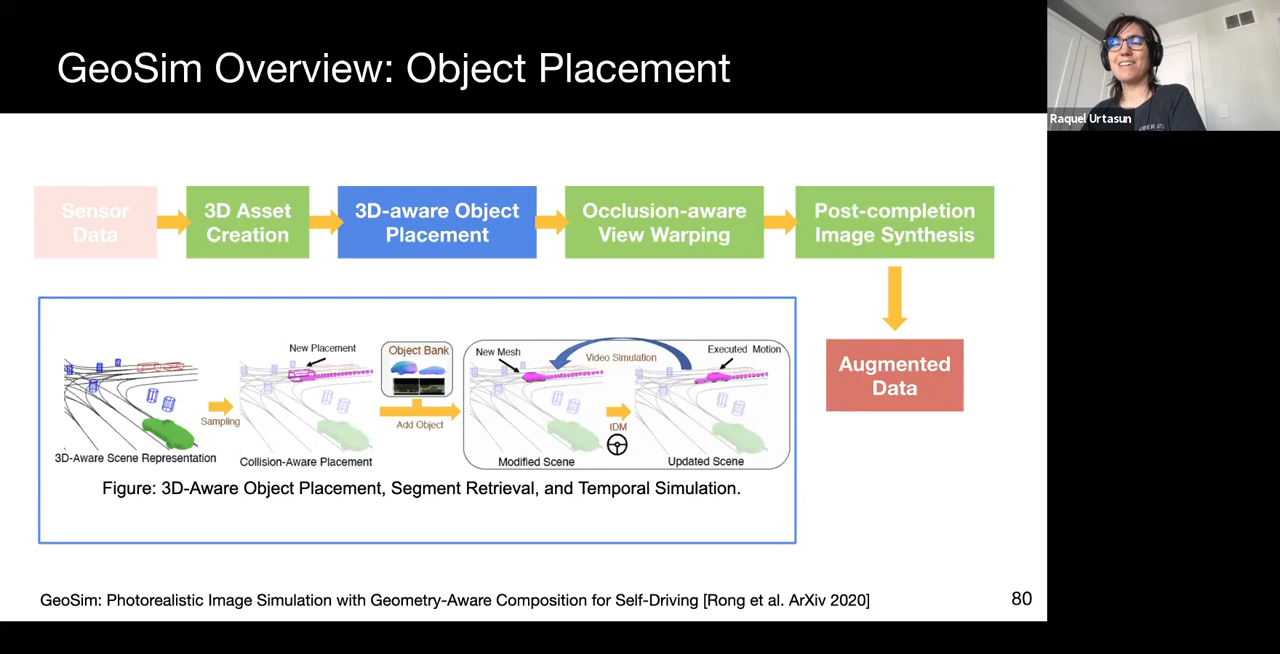 GeoSim Overview: Object Placement
Raquel Urtasun
Sensor
Data
3D Asset
Creation
3D-aware Object
Placement
Occlusion-aware
View Warping
Post-completion
Image Synthesis
Augmented
Data
New Placement
Object Bank
New Mesh
Video Simulation
Executed Motion
Sampling
Add Object
IDM
3D-Aware Scene Representation
Collision-Aware Placement
Modified Scene
Updated Scene
Figure: 3D-Aware Object Placement, Segment Retrieval, and Temporal Simulation.
GeoSim: Photorealistic Image Simulation with Geometry-Aware Composition for Self-Driving [Rong et al. ArXiv 2020]
80